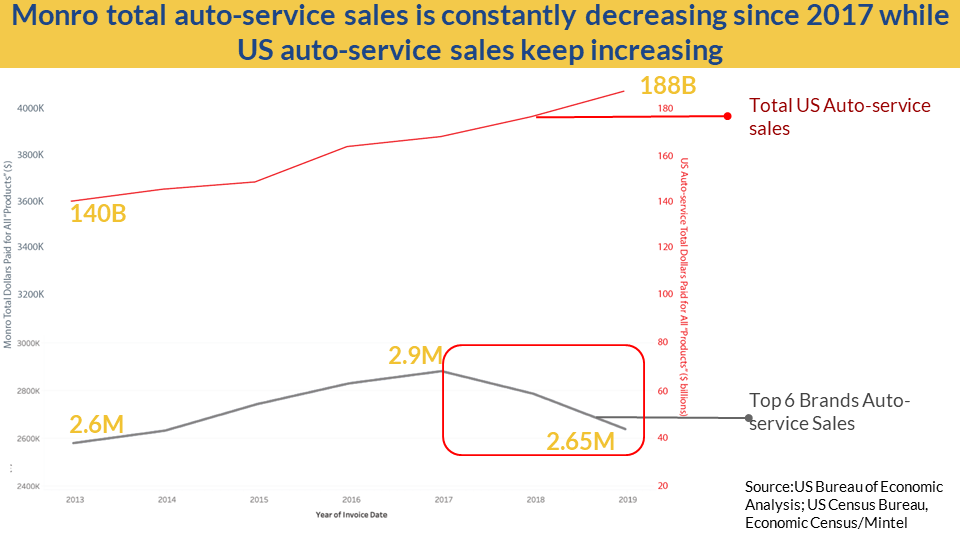 Monro total auto-service sales is constantly decreasing since 2017 while
US auto-service sales keep increasing
188B
4000K
180
Total US Auto-service
sales
3800K
160
3600K
140
140B
3400K
120
3200K
100
Monro Total Dollars Paid for All "Products" ($)
US Auto-service Total Dollars Paid for All "Products" ($ billions)
3000K
80
2.9M
2800K
60
Top 6 Brands Auto-
service Sales
2.6M
2600K
40
2.65M
2400K
20
2013
2014
2015
2016
2017
2018
2019
Year of Invoice Date
Source:US Bureau of Economic
Analysis; US Census Bureau,
Economic Census/Mintel